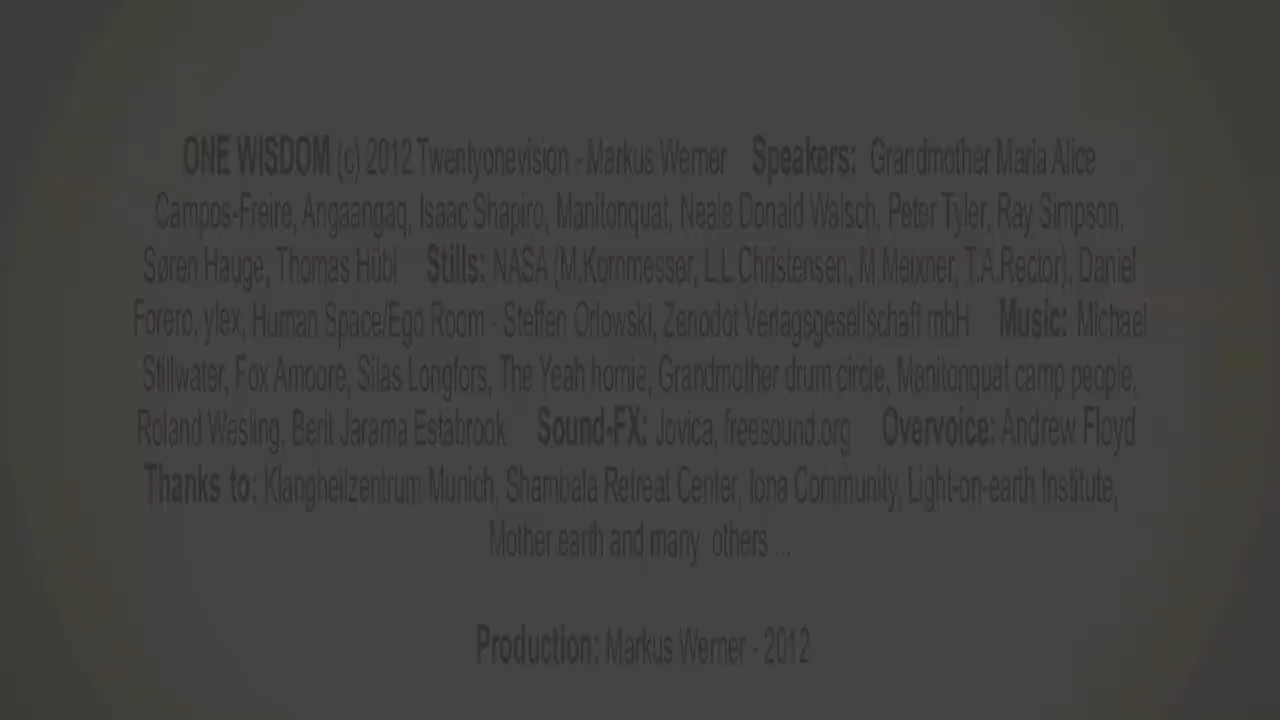 ONE WISDOM (c) 2012 Twentyonevision - Markus Werner Speakers: Grandmother Maria Alice
Campos-Freire, Angaangaq, Isaac Shapiro, Manitonquat, Neale Donald Walsch, Peter Tyler, Ray Simpson,
Søren Hauge, Thomas Hübl Stills: NASA (M.Kornmesser, L.L.Christensen, M.Meixner, T.A.Rector), Daniel
Forero, ylex, Human Space/Ego Room - Steffen Orlowski, Zenodot Verlagsgesellschaft mbH Music: Michael
Stillwater, Fox Amoore, Silas Longfors, The Yeah homie, Grandmother drum circle, Manitonquat camp people,
Roland Wesling, Berit Jarama Estabrook Sound-FX: Jovica, freesound.org Overvoice: Andrew Floyd
Thanks to: Klangheilzentrum Munich, Shambala Retreat Center, Iona Community, Light-on-earth Institute,
Mother earth and many others ...
Production: Markus Werner - 2012